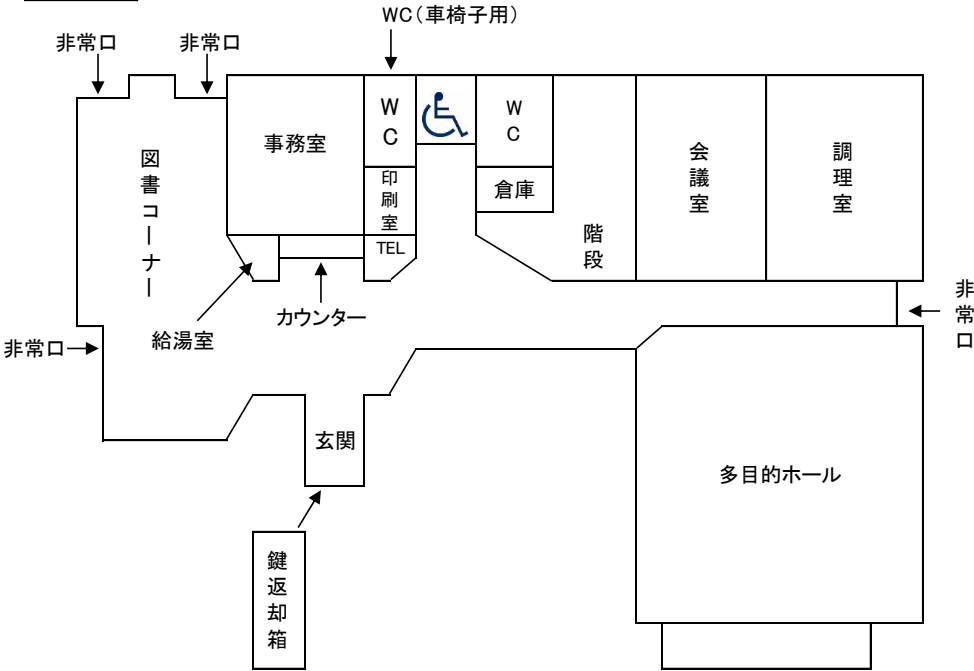 WC（車椅子用）
非常口
非常口
WC
WC
事務室
図書コーナー
印刷室
倉庫
会議室
調理室
階段
TEL
カウンター
給湯室
非常口
非常口
玄関
多目的ホール
鍵返却箱